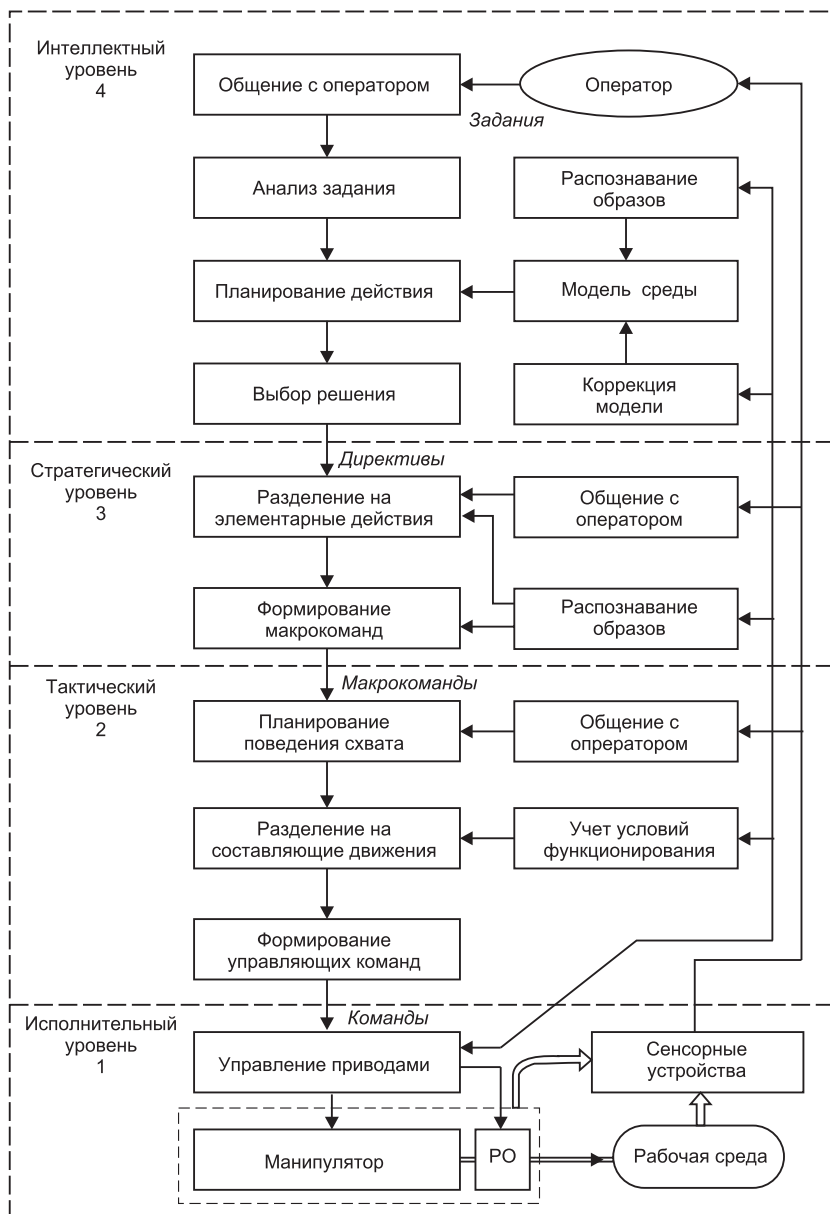 Интеллектный
уровень
4
Общение с оператором
Оператор
Задания
Анализ задания
Распознавание
образов
Планирование действия
Модель среды
Выбор решения
Коррекция
модели
Стратегический
уровень
3
Директивы
Разделение на
элементарные действия
Общение с
оператором
Формирование
макрокоманд
Распознавание
образов
Тактический
уровень
2
Макрокоманды
Планирование
поведения схвата
Общение с
опрератором
Разделение на
составляющие движения
Учет условий
функционирования
Формирование
управляющих команд
Исполнительный
уровень
1
Команды
Управление приводами
Сенсорные
устройства
Манипулятор
РО
Рабочая среда